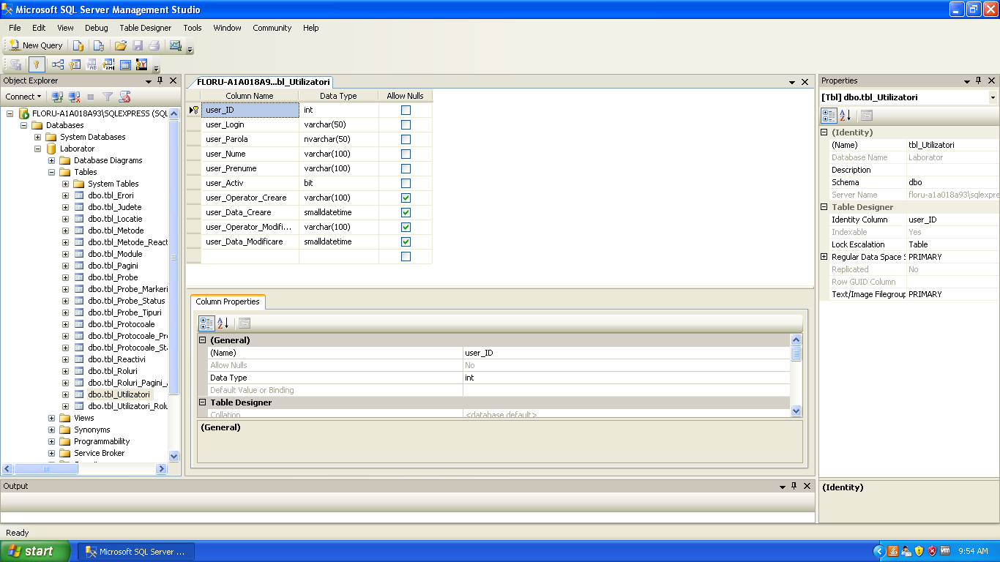 Microsoft SQL Server Management Studio
File Edit View Debug Table Designer Tools Window Community Help
New Query
Object Explorer
Connect
FLORU-A1A018A93\SQLEXPRESS (SQL
Databases
System Databases
Laborator
Database Diagrams
Tables
System Tables
dbo.tbl_Erori
dbo.tbl_Judete
dbo.tbl_Locatie
dbo.tbl_Metode
dbo.tbl_Metode_React
dbo.tbl_Module
dbo.tbl_Pagini
dbo.tbl_Probe
dbo.tbl_Probe_Markeri
dbo.tbl_Probe_Status
dbo.tbl_Probe_Tipuri
dbo.tbl_Protocoale
dbo.tbl_Protocoale_Pr
dbo.tbl_Protocoale_St
dbo.tbl_Reactivi
dbo.tbl_Roluri
dbo.tbl_Roluri_Pagini_
dbo.tbl_Utilizatori
dbo.tbl_Utilizatori_Rolu
Views
Synonyms
Programmability
Service Broker
FLORU-A1A018A9...bl_Utilizatori
Column Name Data Type Allow Nulls
user_ID int
user_Login varchar(50)
user_Parola nvarchar(50)
user_Nume varchar(100)
user_Prenume varchar(100)
user_Activ bit
user_Operator_Creare varchar(100)
user_Data_Creare smalldatetime
user_Operator_Modifi... varchar(100)
user_Data_Modificare smalldatetime
Column Properties
(General)
(Name) user_ID
Allow Nulls No
Data Type int
Default Value or Binding
Table Designer
Collation <database default>
(General)
Properties
[Tbl] dbo.tbl_Utilizatori
(Identity)
(Name) tbl_Utilizatori
Database Name Laborator
Description
Schema dbo
Server Name floru-a1a018a93\sqlexpre
Table Designer
Identity Column user_ID
Indexable Yes
Lock Escalation Table
Regular Data Space S PRIMARY
Replicated No
Row GUID Column
Text/Image Filegroup PRIMARY
(Identity)
Output
Ready
start Microsoft SQL Server ... 9:54 AM